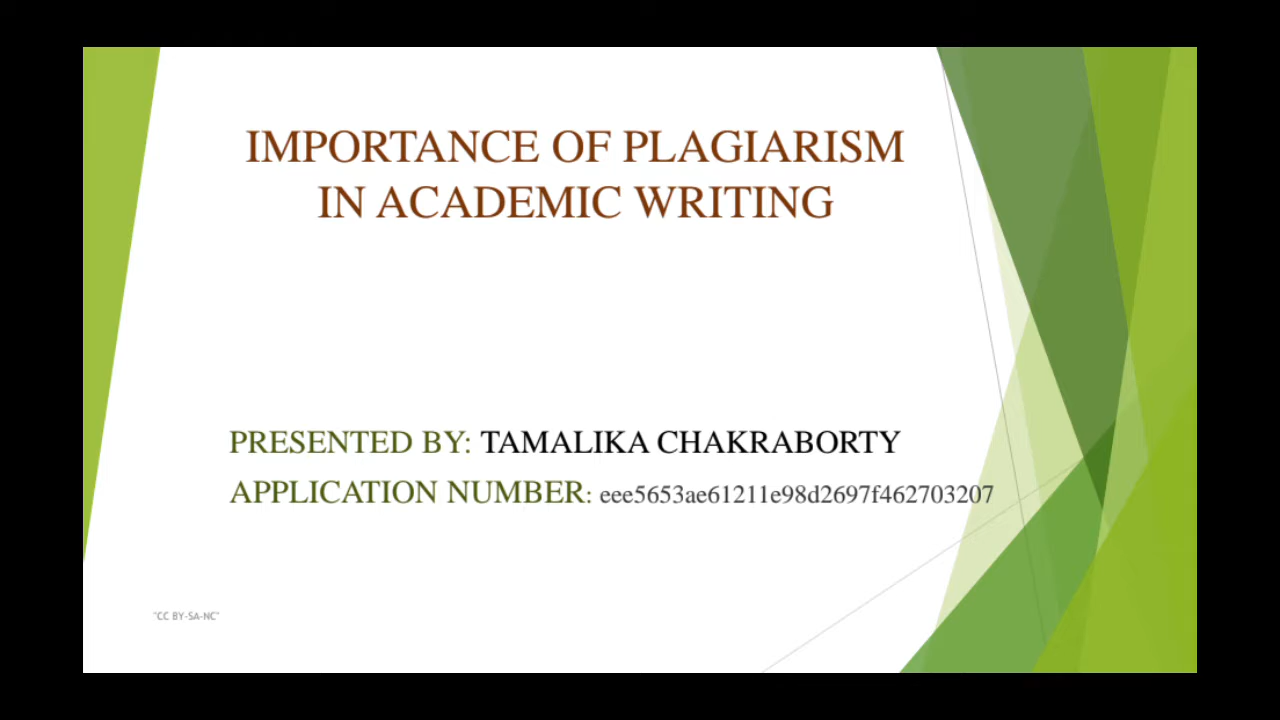 IMPORTANCE OF PLAGIARISM
IN ACADEMIC WRITING
PRESENTED BY: TAMALIKA CHAKRABORTY
APPLICATION NUMBER: eee5653ae61211e98d2697f462703207
"CC BY-SA-NC"